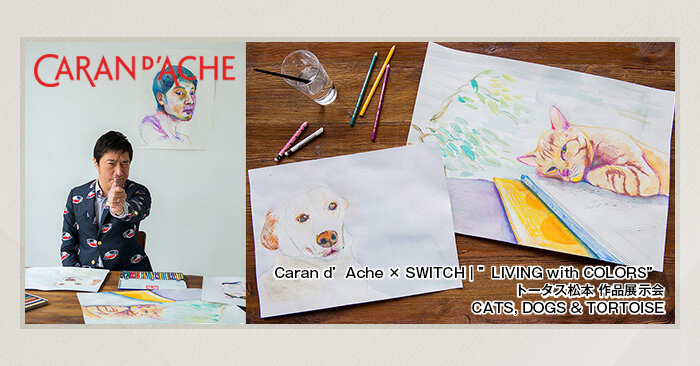 CARAN D'ACHE
Caran d’Ache × SWITCH | ”LIVING with COLORS”
トータス松本 作品展示会
CATS, DOGS & TORTOISE